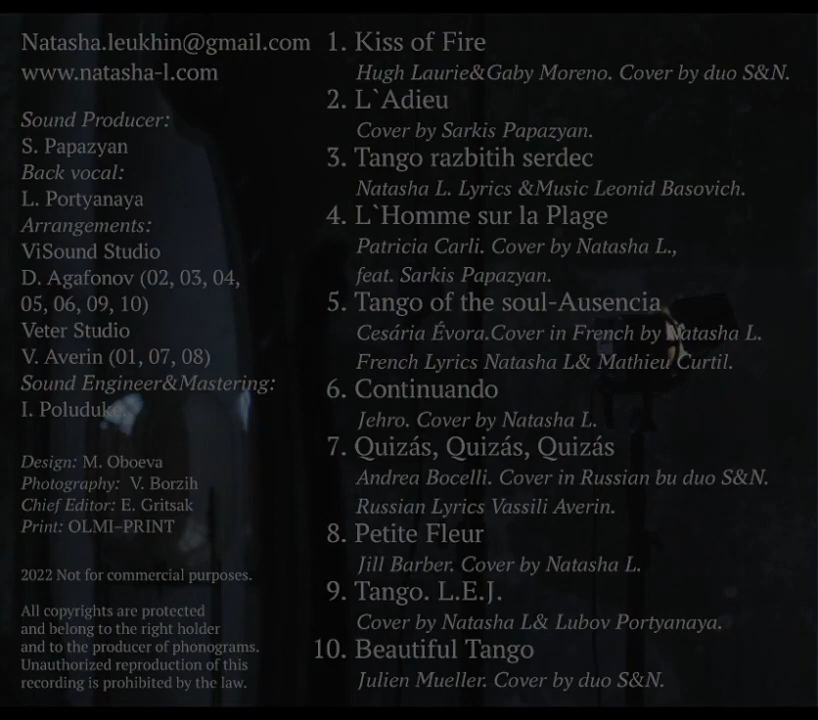 Natasha.leukhin@gmail.com
www.natasha-l.com
Sound Producer:
S. Papazyan
Back vocal:
L. Portyanaya
Arrangements:
ViSound Studio
D. Agafonov (02, 03, 04,
05, 06, 09, 10)
Veter Studio
V. Averin (01, 07, 08)
Sound Engineer&Mastering:
I. Poluduke.
Design: M. Oboeva
Photography: V. Borzih
Chief Editor: E. Gritsak
Print: OLMI–PRINT
2022 Not for commercial purposes.
All copyrights are protected
and belong to the right holder
and to the producer of phonograms.
Unauthorized reproduction of this
recording is prohibited by the law.
1. Kiss of Fire
Hugh Laurie&Gaby Moreno. Cover by duo S&N.
2. L`Adieu
Cover by Sarkis Papazyan.
3. Tango razbitih serdec
Natasha L. Lyrics &Music Leonid Basovich.
4. L`Homme sur la Plage
Patricia Carli. Cover by Natasha L.,
feat. Sarkis Papazyan.
5. Tango of the soul-Ausencia
Cesária Évora.Cover in French by Natasha L.
French Lyrics Natasha L& Mathieu Curtil.
6. Continuando
Jehro. Cover by Natasha L.
7. Quizás, Quizás, Quizás
Andrea Bocelli. Cover in Russian bu duo S&N.
Russian Lyrics Vassili Averin.
8. Petite Fleur
Jill Barber. Cover by Natasha L.
9. Tango. L.E.J.
Cover by Natasha L& Lubov Portyanaya.
10. Beautiful Tango
Julien Mueller. Cover by duo S&N.